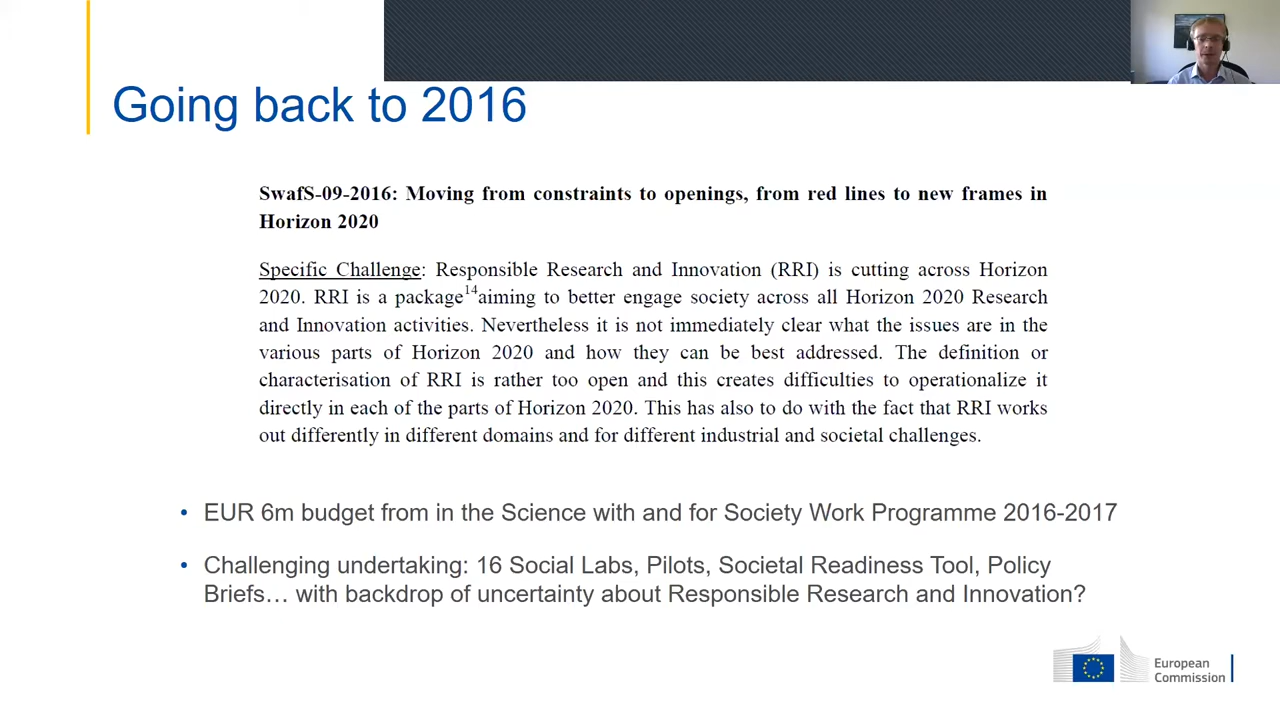 Going back to 2016
SwafS-09-2016: Moving from constraints to openings, from red lines to new frames in
Horizon 2020
Specific Challenge: Responsible Research and Innovation (RRI) is cutting across Horizon
2020. RRI is a package14aiming to better engage society across all Horizon 2020 Research
and Innovation activities. Nevertheless it is not immediately clear what the issues are in the
various parts of Horizon 2020 and how they can be best addressed. The definition or
characterisation of RRI is rather too open and this creates difficulties to operationalize it
directly in each of the parts of Horizon 2020. This has also to do with the fact that RRI works
out differently in different domains and for different industrial and societal challenges.
• EUR 6m budget from in the Science with and for Society Work Programme 2016-2017
• Challenging undertaking: 16 Social Labs, Pilots, Societal Readiness Tool, Policy
Briefs… with backdrop of uncertainty about Responsible Research and Innovation?
European
Commission